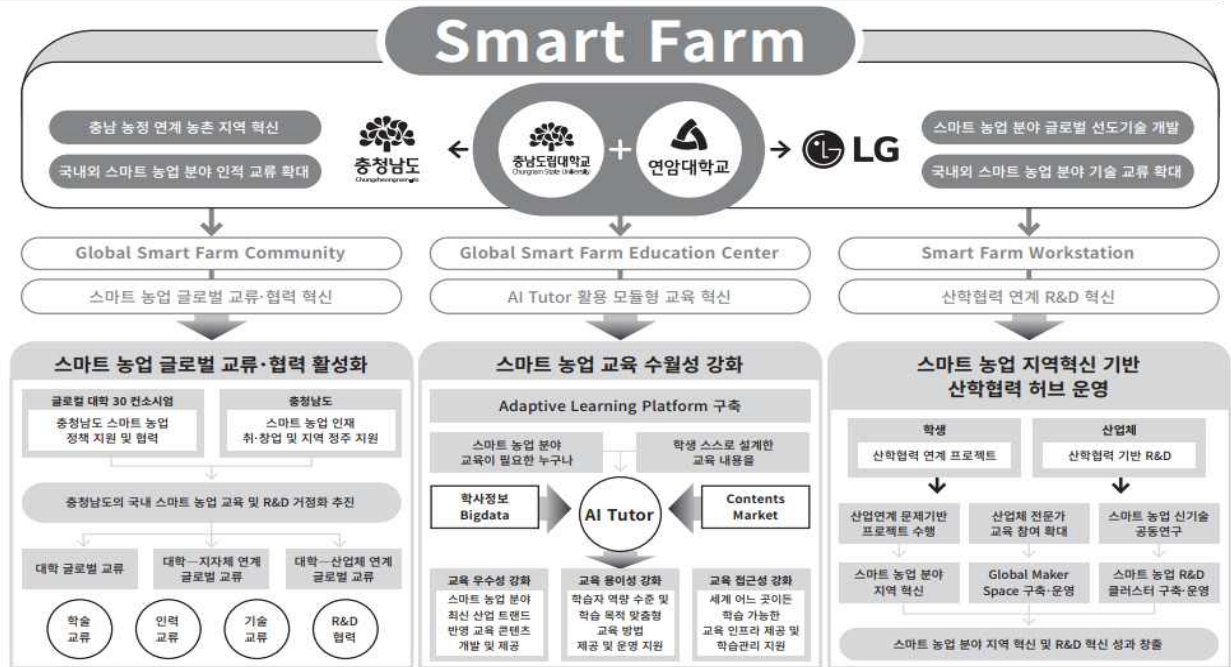 Smart Farm
충남 농정 연계 농촌 지역 혁신
국내외 스마트 농업 분야 인적 교류 확대
충청남도
Chungcheongnam-do
충남도립대학교
Chungnam State University
+
연암대학교
LG
스마트 농업 분야 글로벌 선도기술 개발
국내외 스마트 농업 분야 기술 교류 확대
Global Smart Farm Community
스마트 농업 글로벌 교류·협력 혁신
Global Smart Farm Education Center
AI Tutor 활용 모듈형 교육 혁신
Smart Farm Workstation
산학협력 연계 R&D 혁신
스마트 농업 글로벌 교류·협력 활성화
글로컬 대학 30 컨소시엄
충청남도 스마트 농업
정책 지원 및 협력
충청남도
스마트 농업 인재
취·창업 및 지역 정주 지원
충청남도의 국내 스마트 농업 교육 및 R&D 거점화 추진
대학 글로벌 교류
대학—지자체 연계
글로벌 교류
대학—산업체 연계
글로벌 교류
학술
교류
인력
교류
기술
교류
R&D
협력
스마트 농업 교육 수월성 강화
Adaptive Learning Platform 구축
스마트 농업 분야
교육이 필요한 누구나
학생 스스로 설계한
교육 내용을
학사정보
Bigdata
AI Tutor
Contents
Market
교육 우수성 강화
스마트 농업 분야
최신 산업 트랜드
반영 교육 콘텐츠
개발 및 제공
교육 용이성 강화
학습자 역량 수준 및
학습 목적 맞춤형
교육 방법
제공 및 운영 지원
교육 접근성 강화
세계 어느 곳이든
학습 가능한
교육 인프라 제공 및
학습관리 지원
스마트 농업 지역혁신 기반
산학협력 허브 운영
학생
산학협력 연계 프로젝트
산업체
산학협력 기반 R&D
산업연계 문제기반
프로젝트 수행
산업체 전문가
교육 참여 확대
스마트 농업 신기술
공동연구
스마트 농업 분야
지역 혁신
Global Maker
Space 구축·운영
스마트 농업 R&D
클러스터 구축·운영
스마트 농업 분야 지역 혁신 및 R&D 혁신 성과 창출